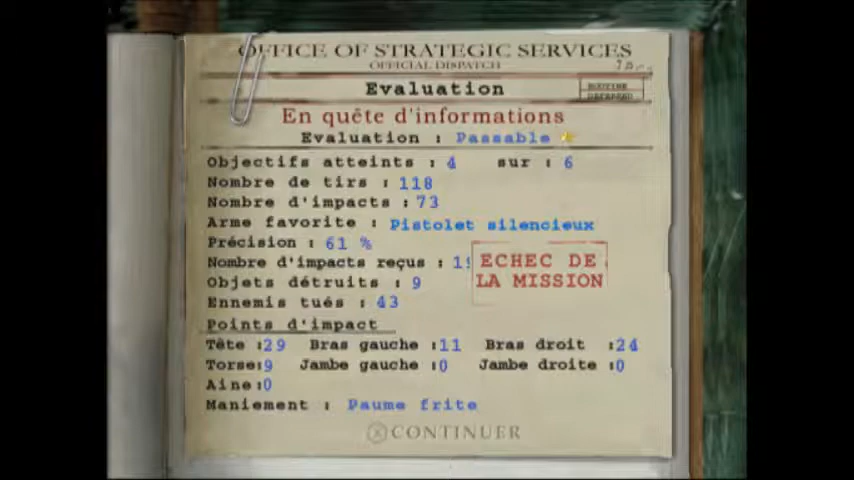 OFFICE OF STRATEGIC SERVICES
OFFICIAL DISPATCH
Evaluation
ROUTINE
En quête d'informations
Evaluation : Passable
Objectifs atteints : 4 sur : 6
Nombre de tirs : 118
Nombre d'impacts : 73
Arme favorite : Pistolet silencieux
Précision : 61 %
Nombre d'impacts reçus :
ECHEC DE LA MISSION
Objets détruits : 9
Ennemis tués : 43
Points d'impact
Tête :29 Bras gauche :11 Bras droit :24
Torse:9 Jambe gauche :0 Jambe droite :0
Aine:0
Maniement : Paume frite
CONTINUER